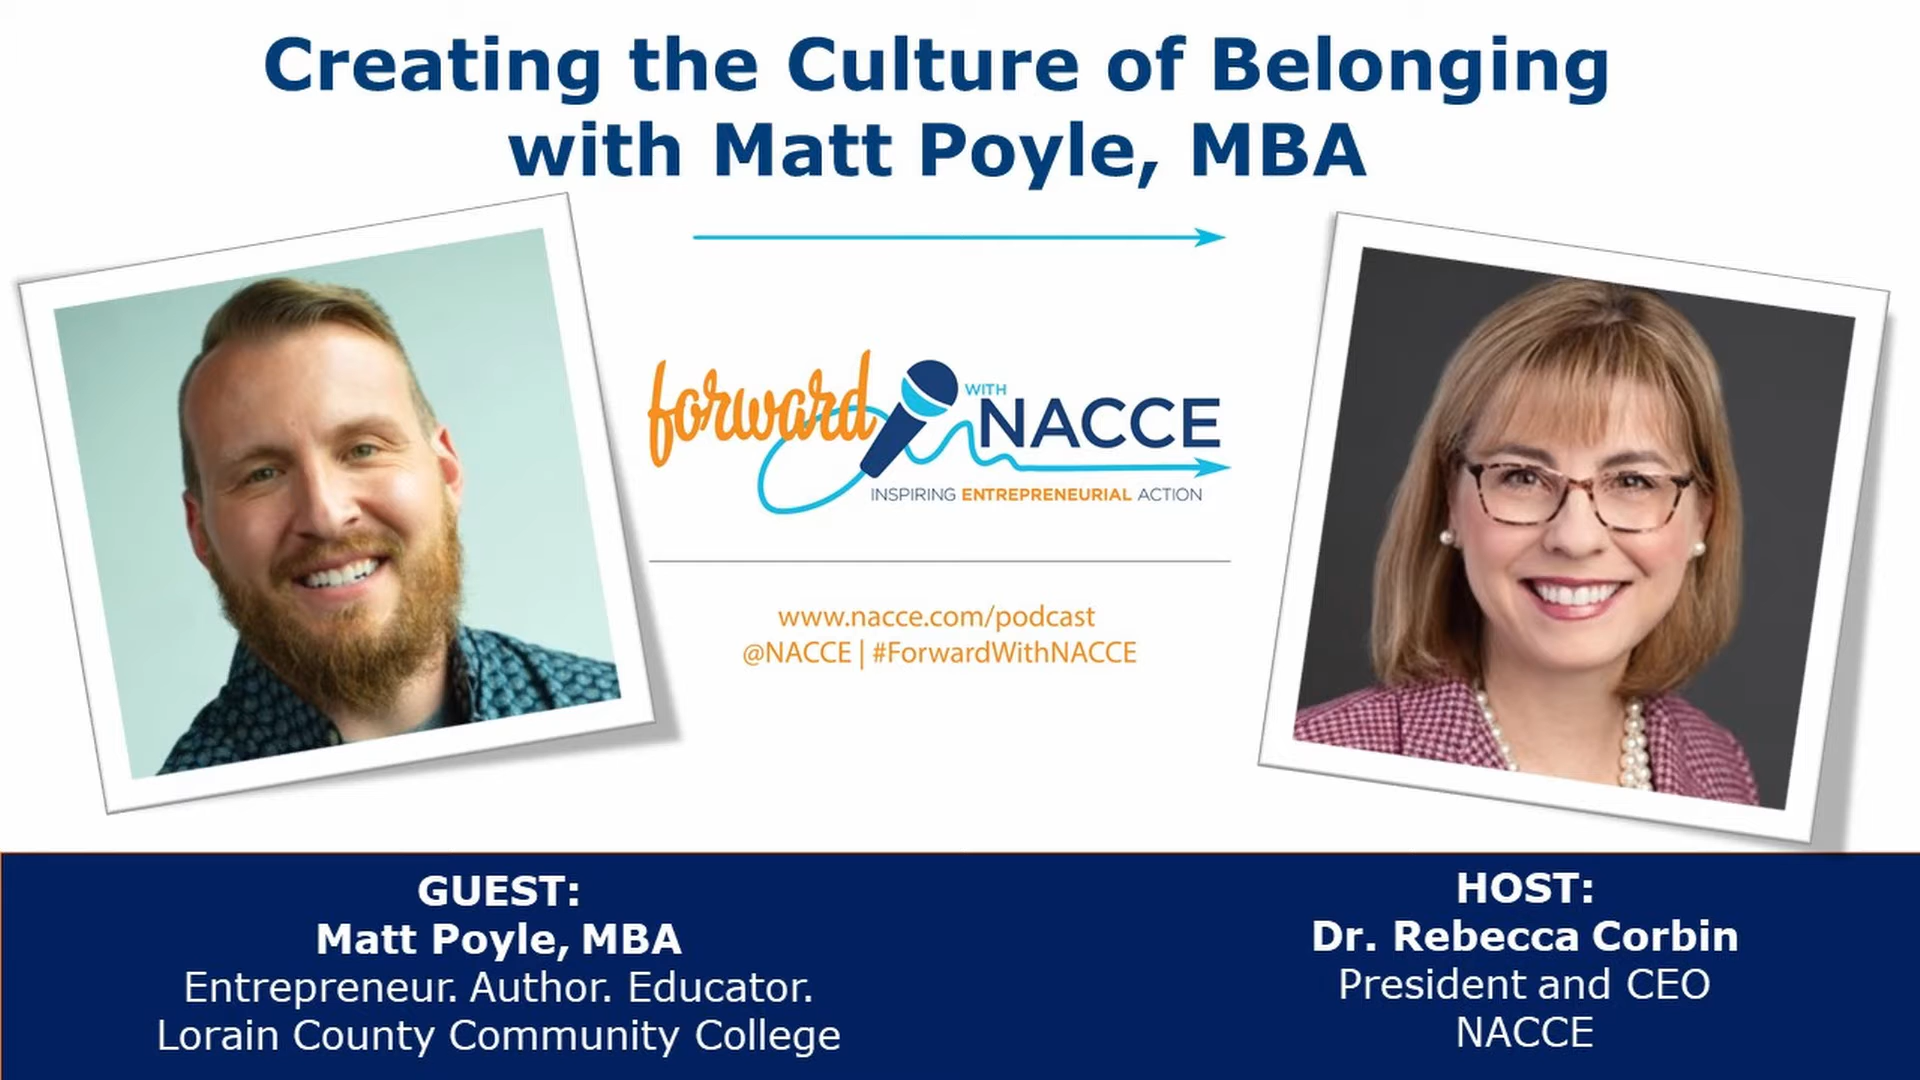 Creating the Culture of Belonging
with Matt Poyle, MBA
forward WITH NACCE
INSPIRING ENTREPRENEURIAL ACTION
www.nacce.com/podcast
@NACCE | #ForwardWithNACCE
GUEST:
Matt Poyle, MBA
Entrepreneur. Author. Educator.
Lorain County Community College
HOST:
Dr. Rebecca Corbin
President and CEO
NACCE